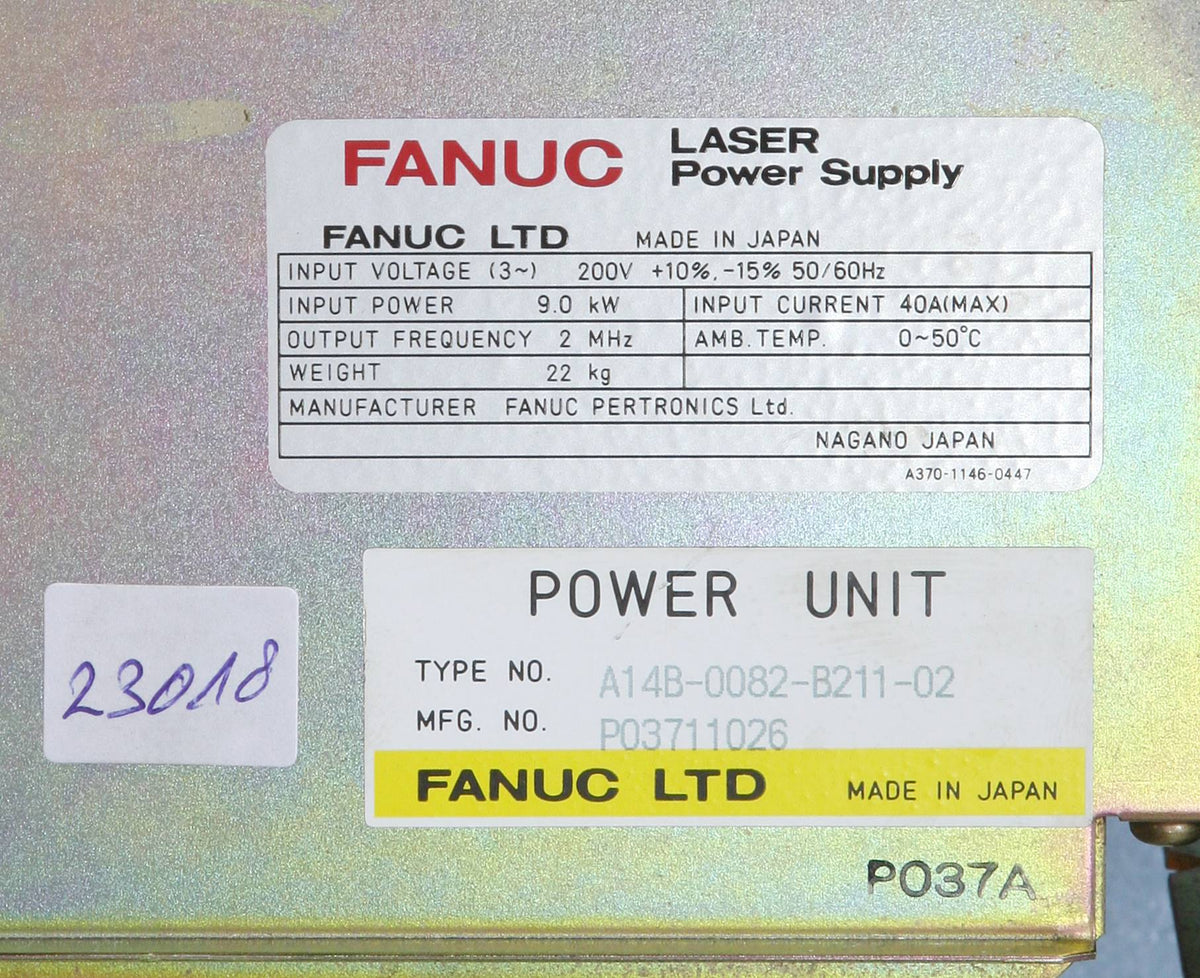 FANUC LASER
Power Supply
FANUC LTD MADE IN JAPAN
INPUT VOLTAGE (3~) 200V +10%,-15% 50/60Hz
INPUT POWER 9.0 kW INPUT CURRENT 40A(MAX)
OUTPUT FREQUENCY 2 MHz AMB.TEMP. 0~50°C
WEIGHT 22 kg
MANUFACTURER FANUC PERTRONICS Ltd.
NAGANO JAPAN
A370-1146-0447
POWER UNIT
TYPE NO. A14B-0082-B211-02
MFG. NO. P03711026
FANUC LTD MADE IN JAPAN
23018
P037A